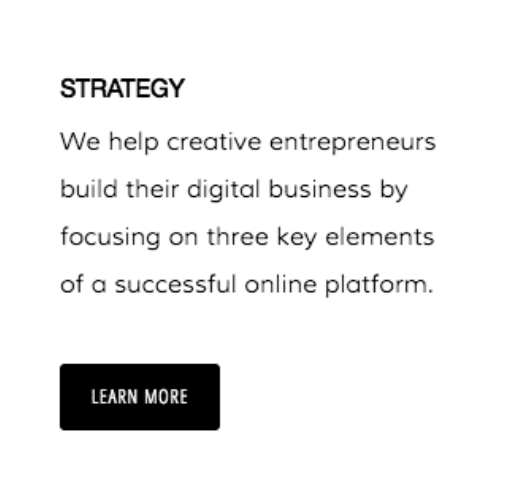 STRATEGY
We help creative entrepreneurs
build their digital business by
focusing on three key elements
of a successful online platform.
LEARN MORE